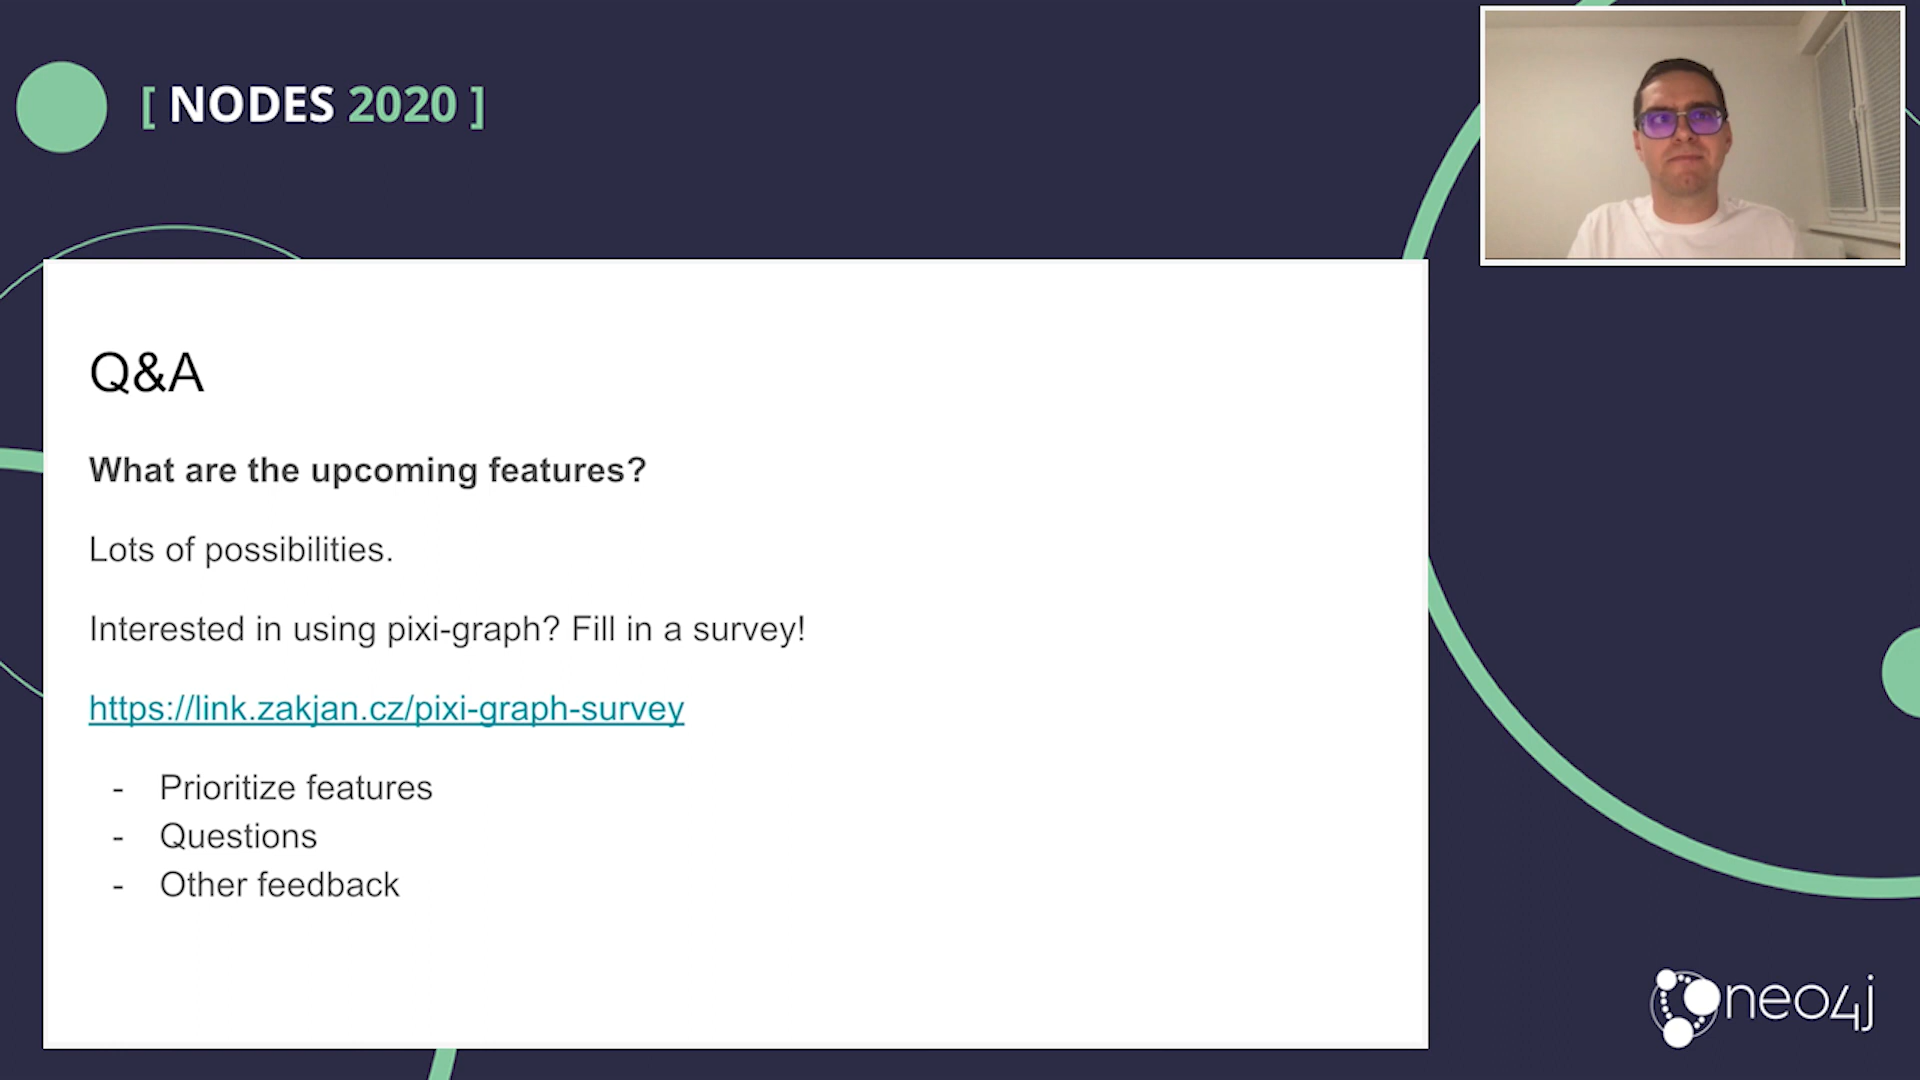 [ NODES 2020 ]
Q&A
What are the upcoming features?
Lots of possibilities.
Interested in using pixi-graph? Fill in a survey!
https://link.zakjan.cz/pixi-graph-survey
- Prioritize features
- Questions
- Other feedback
neo4j